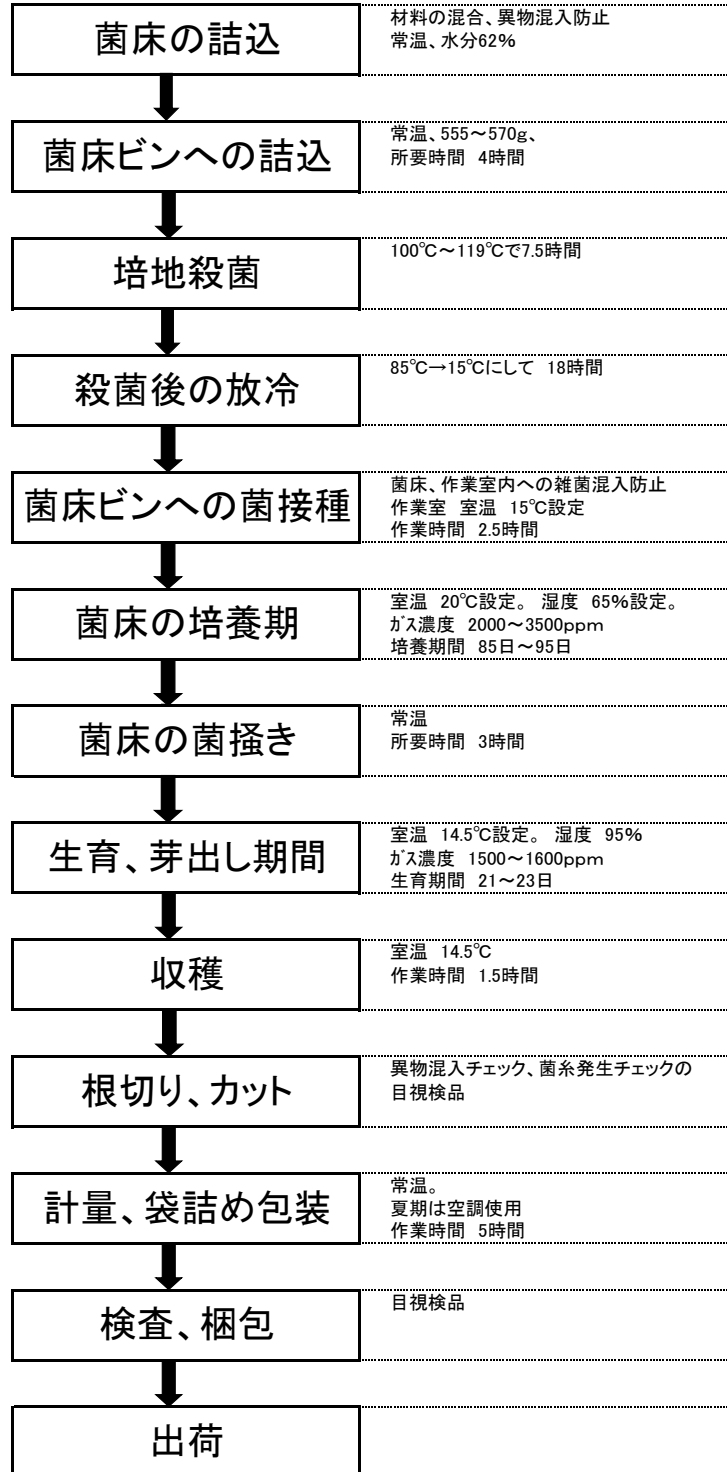 菌床の詰込
材料の混合、異物混入防止
常温、水分62%
菌床ビンへの詰込
常温、555～570g、
所要時間 4時間
培地殺菌
100℃～119℃で7.5時間
殺菌後の放冷
85℃→15℃にして 18時間
菌床ビンへの菌接種
菌床、作業室内への雑菌混入防止
作業室 室温 15℃設定
作業時間 2.5時間
菌床の培養期
室温 20℃設定。 湿度 65%設定。
ｶﾞｽ濃度 2000～3500ppm
培養期間 85日～95日
菌床の菌掻き
常温
所要時間 3時間
生育、芽出し期間
室温 14.5℃設定。 湿度 95%
ｶﾞｽ濃度 1500～1600ppm
生育期間 21～23日
収穫
室温 14.5℃
作業時間 1.5時間
根切り、カット
異物混入チェック、菌糸発生チェックの
目視検品
計量、袋詰め包装
常温。
夏期は空調使用
作業時間 5時間
検査、梱包
目視検品
出荷